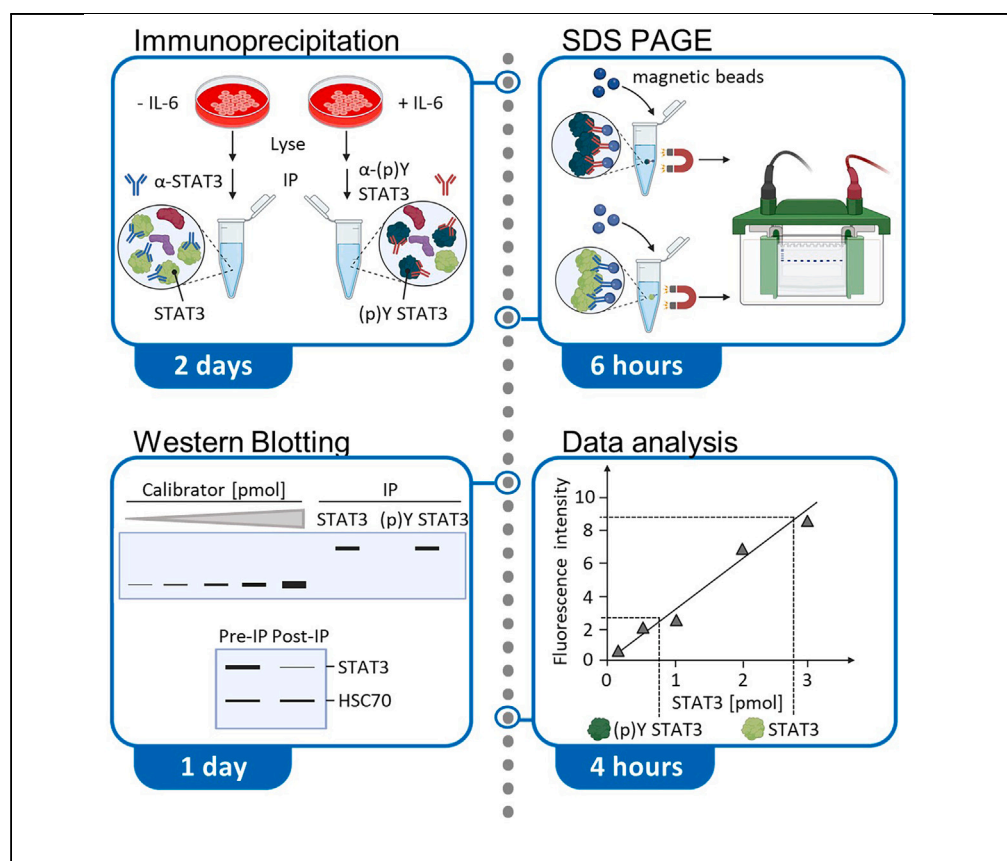 Immunoprecipitation
- IL-6
+ IL-6
Lyse
IP
α-STAT3
α-(p)Y
STAT3
STAT3
(p)Y STAT3
2 days
SDS PAGE
magnetic beads
6 hours
Western Blotting
Calibrator [pmol]
IP
STAT3 (p)Y STAT3
Pre-IP Post-IP
STAT3
HSC70
1 day
Data analysis
Fluorescence intensity
10
8
6
4
2
0
0 1 2 3
STAT3 [pmol]
(p)Y STAT3
STAT3
4 hours